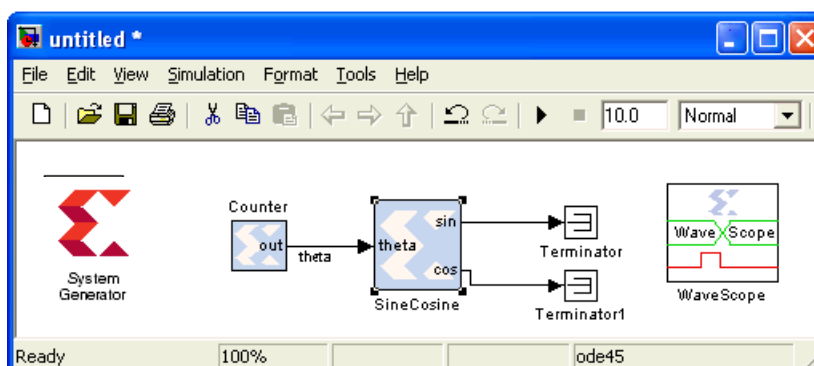 untitled *
File Edit View Simulation Format Tools Help
10.0 Normal
Counter
out
theta
theta
sin
cos
SineCosine
Terminator
Terminator1
System
Generator
Wave Scope
WaveScope
Ready 100% ode45